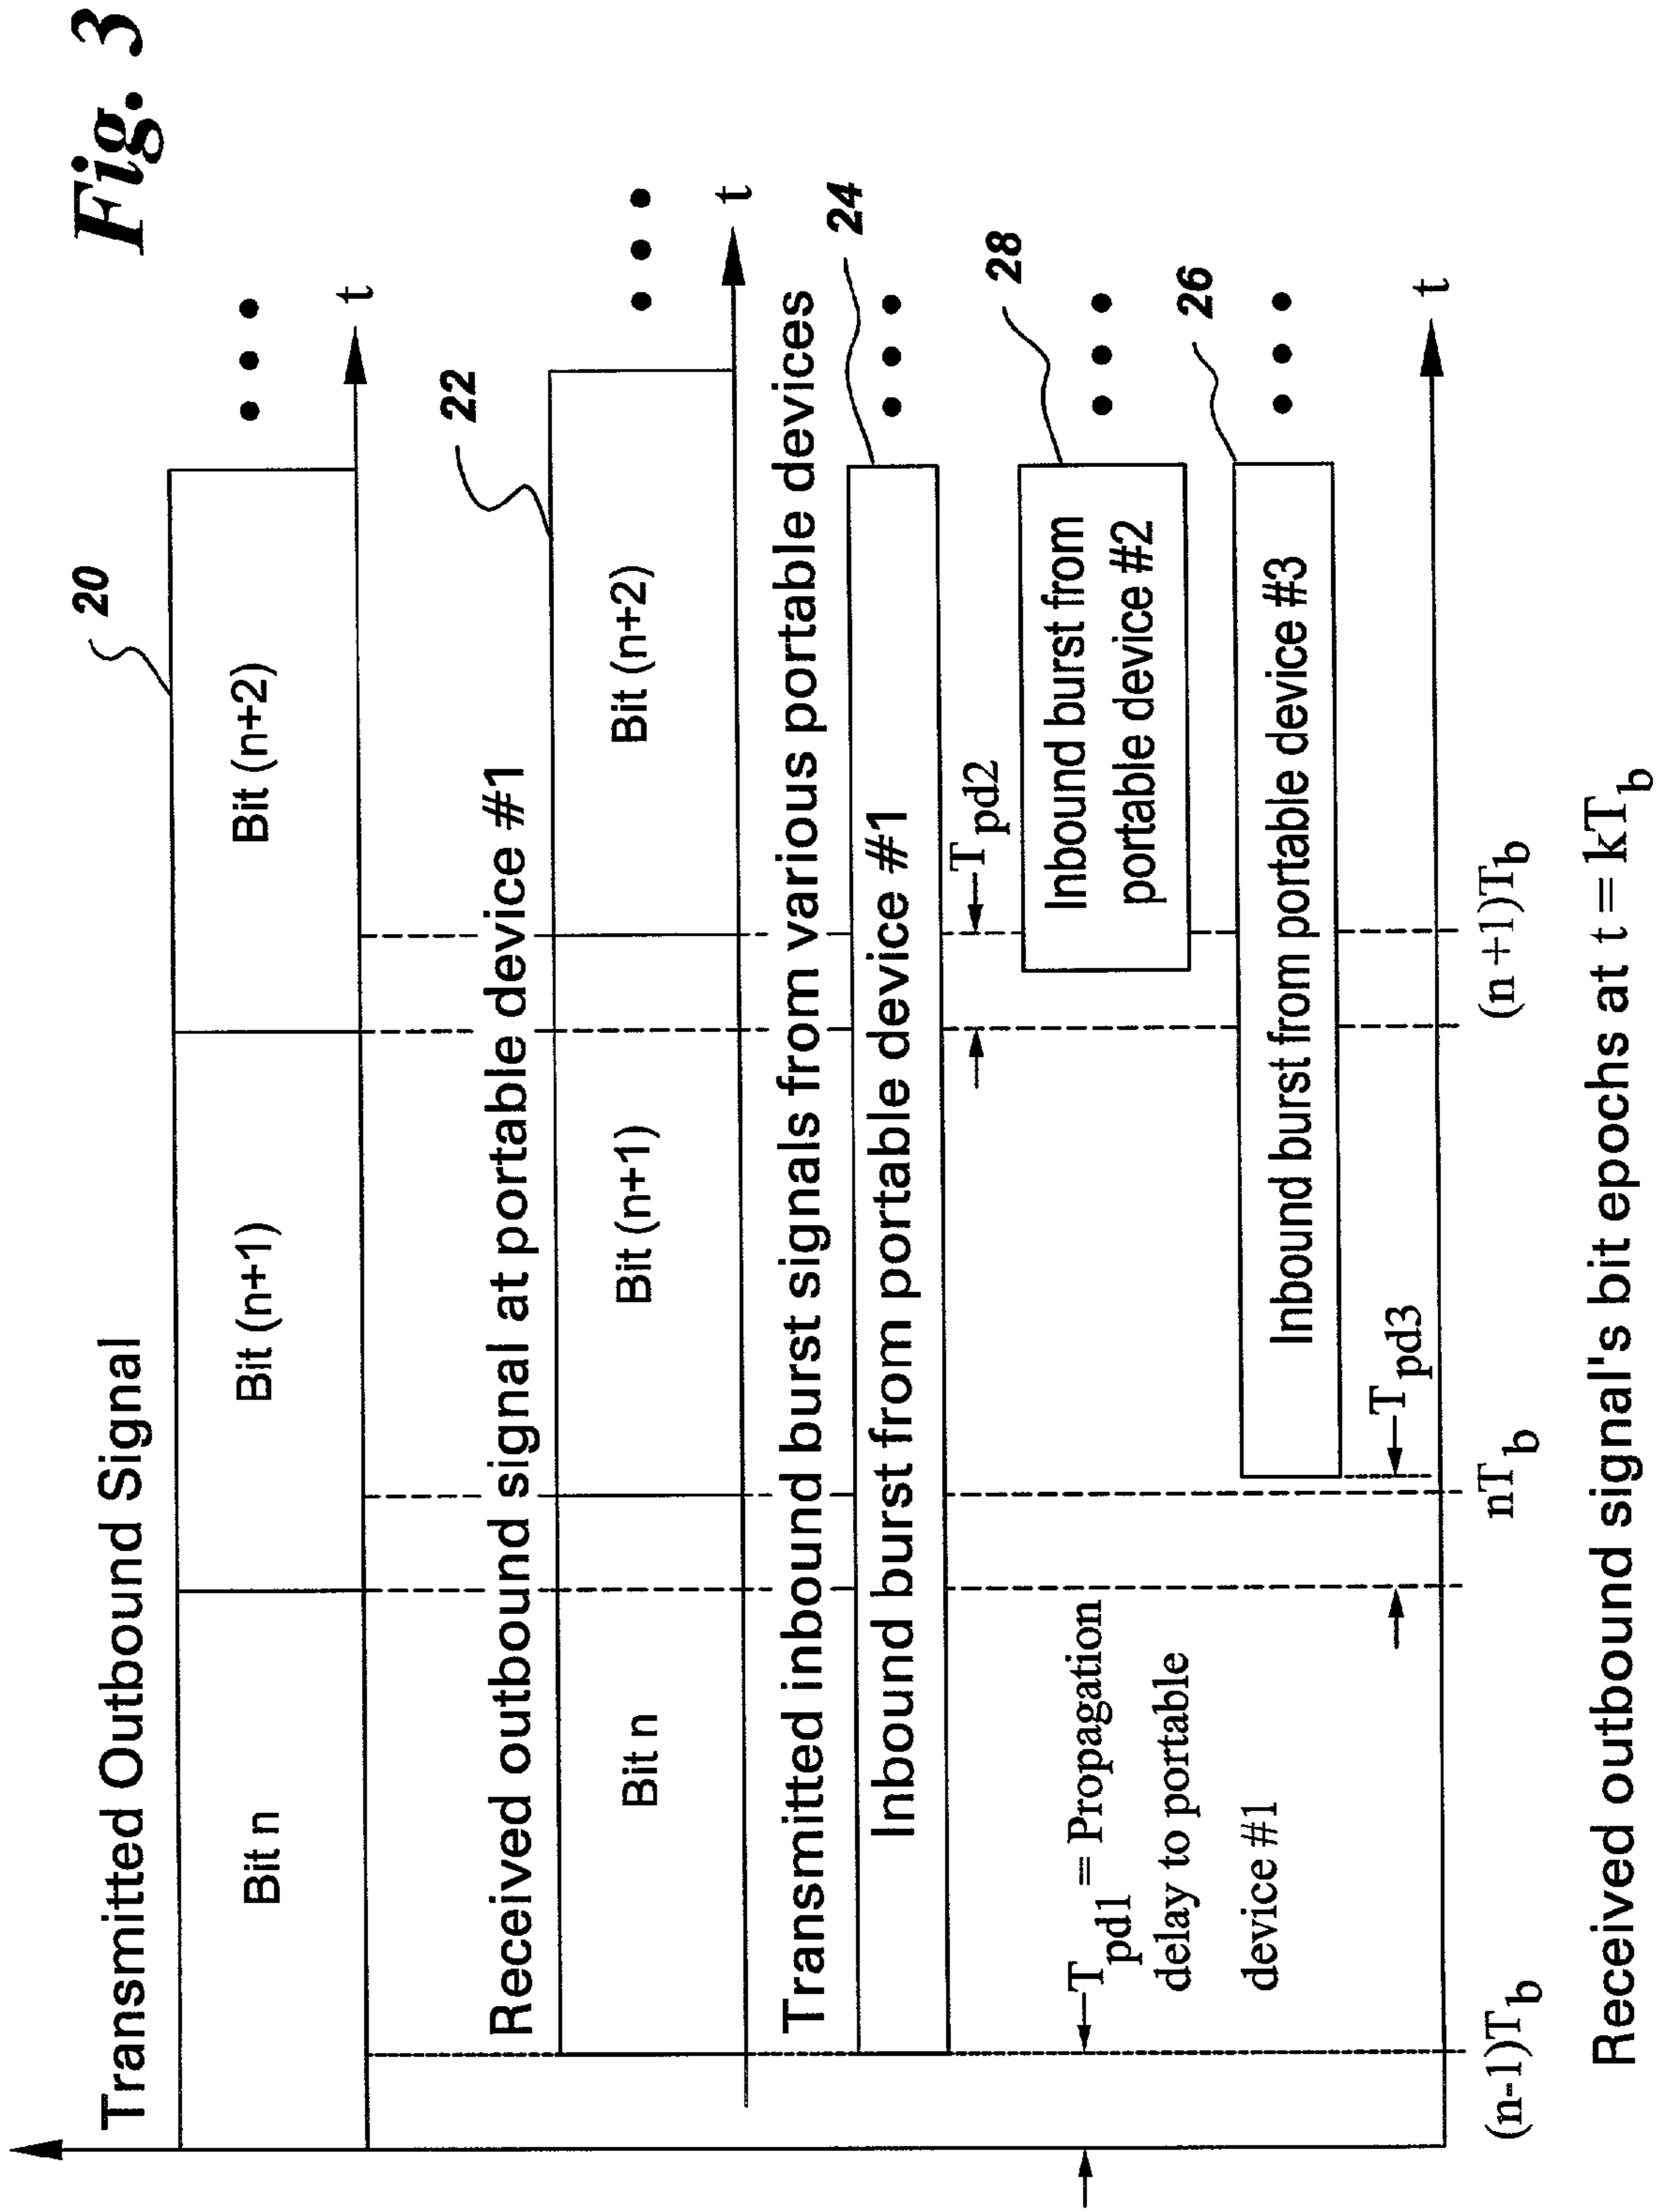 Fig. 3
Transmitted Outbound Signal
20
Bit n
Bit (n+1)
Bit (n+2)
• • •
t
Received outbound signal at portable device #1
22
Bit n
Bit (n+1)
Bit (n+2)
• • •
t
Transmitted inbound burst signals from various portable devices
24
Inbound burst from portable device #1
• • •
Tpd2
28
Inbound burst from
portable device #2
• • •
Tpd1 = Propagation
delay to portable
device #1
26
Inbound burst from portable device #3
• • •
Tpd3
t
(n-1)Tb
nTb
(n+1)Tb
Received outbound signal's bit epochs at t = kTb